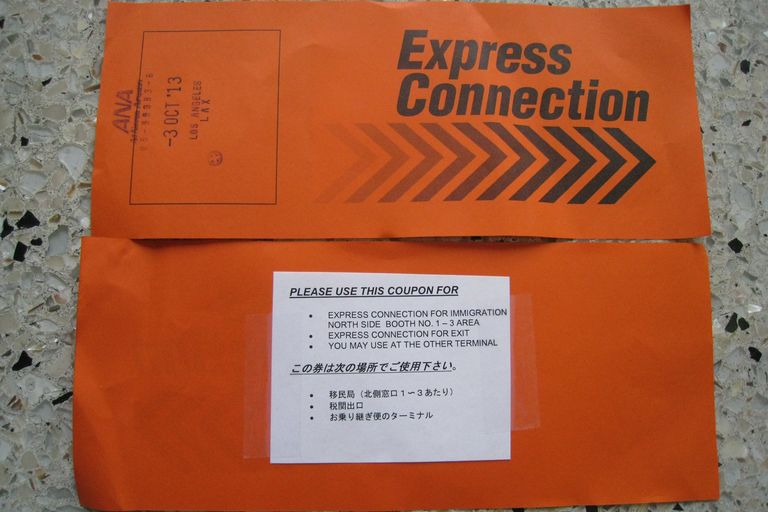 Express
Connection
ANA
-3 OCT '13
LOS ANGELES
LAX
PLEASE USE THIS COUPON FOR
• EXPRESS CONNECTION FOR IMMIGRATION
NORTH SIDE BOOTH NO. 1 – 3 AREA
• EXPRESS CONNECTION FOR EXIT
• YOU MAY USE AT THE OTHER TERMINAL
この券は次の場所でご使用下さい。
• 移民局（北側窓口１～３あたり）
• 税関出口
• お乗り継ぎ便のターミナル